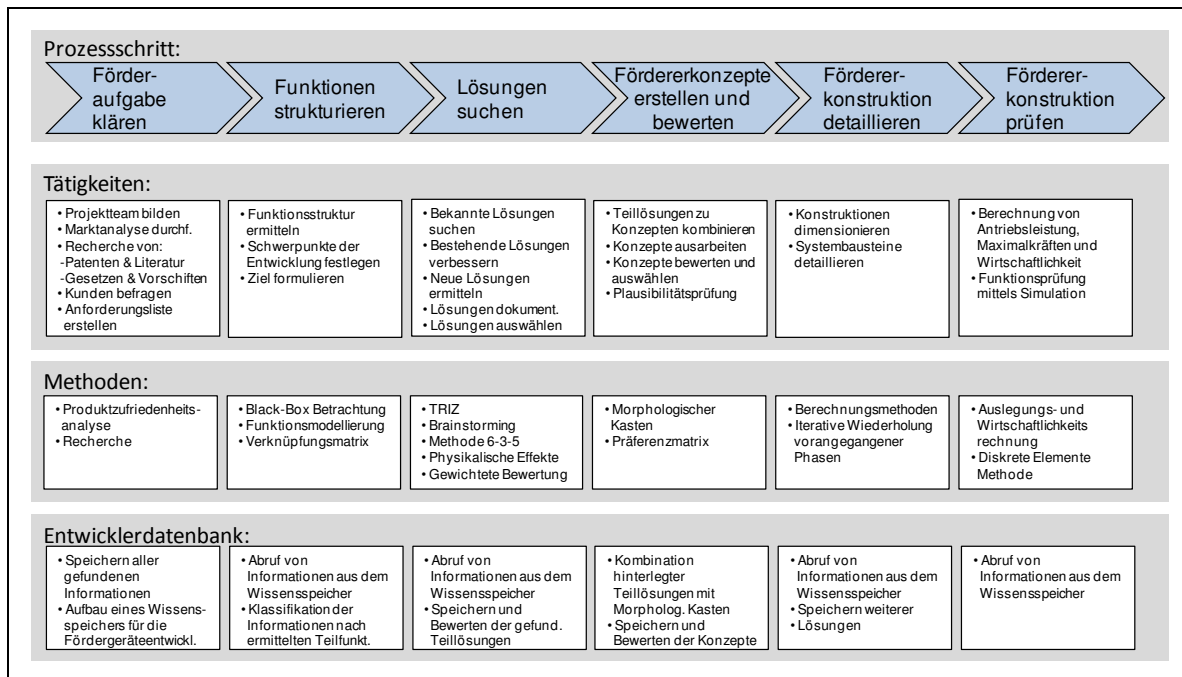 Prozessschritt:
Förder-
aufgabe
klären
Funktionen
strukturieren
Lösungen
suchen
Fördererkonzepte
erstellen und
bewerten
Förderer-
konstruktion
detaillieren
Förderer-
konstruktion
prüfen
Tätigkeiten:
• Projektteam bilden
• Marktanalyse durchf.
• Recherche von:
-Patenten & Literatur
-Gesetzen & Vorschiften
• Kunden befragen
• Anforderungsliste
erstellen
• Funktionsstruktur
ermitteln
• Schwerpunkte der
Entwicklung festlegen
• Ziel formulieren
• Bekannte Lösungen
suchen
• Bestehende Lösungen
verbessern
• Neue Lösungen
ermitteln
• Lösungen dokument.
• Lösungen auswählen
• Teillösungen zu
Konzepten kombinieren
• Konzepte ausarbeiten
• Konzepte bewerten und
auswählen
• Plausibilitätsprüfung
• Konstruktionen
dimensionieren
• Systembausteine
detaillieren
• Berechnung von
Antriebsleistung,
Maximalkräften und
Wirtschaftlichkeit
• Funktionsprüfung
mittels Simulation
Methoden:
• Produktzufriedenheits-
analyse
• Recherche
• Black-Box Betrachtung
• Funktionsmodellierung
• Verknüpfungsmatrix
• TRIZ
• Brainstorming
• Methode 6-3-5
• Physikalische Effekte
• Gewichtete Bewertung
• Morphologischer
Kasten
• Präferenzmatrix
• Berechnungsmethoden
• Iterative Wiederholung
vorangegangener
Phasen
• Auslegungs- und
Wirtschaftlichkeits
rechnung
• Diskrete Elemente
Methode
Entwicklerdatenbank:
• Speichern aller
gefundenen
Informationen
• Aufbau eines Wissens-
speichers für die
Fördergeräteentwickl.
• Abruf von
Informationen aus dem
Wissensspeicher
• Klassifikation der
Informationen nach
ermittelten Teilfunkt.
• Abruf von
Informationen aus dem
Wissensspeicher
• Speichern und
Bewerten der gefund.
Teillösungen
• Kombination
hinterlegter
Teillösungen mit
Morpholog. Kasten
• Speichern und
Bewerten der Konzepte
• Abruf von
Informationen aus dem
Wissensspeicher
• Speichern weiterer
• Lösungen
• Abruf von
Informationen aus dem
Wissensspeicher